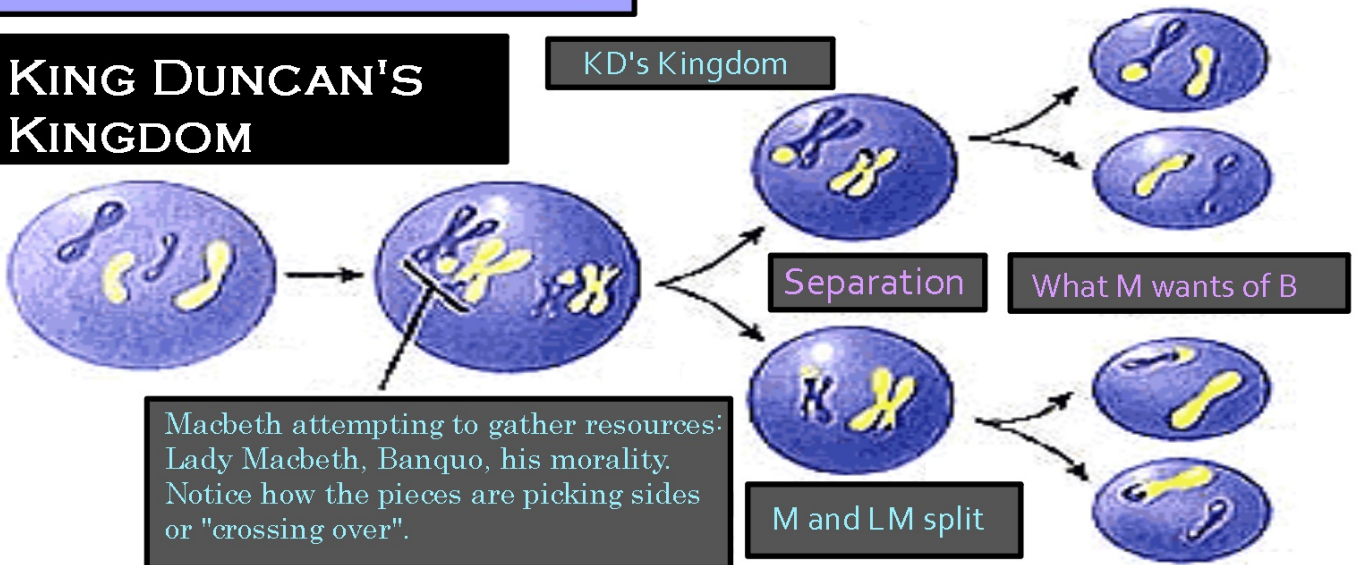 KING DUNCAN'S
KINGDOM
KD's Kingdom
Separation
What M wants of B
Macbeth attempting to gather resources:
Lady Macbeth, Banquo, his morality.
Notice how the pieces are picking sides
or "crossing over".
M and LM split